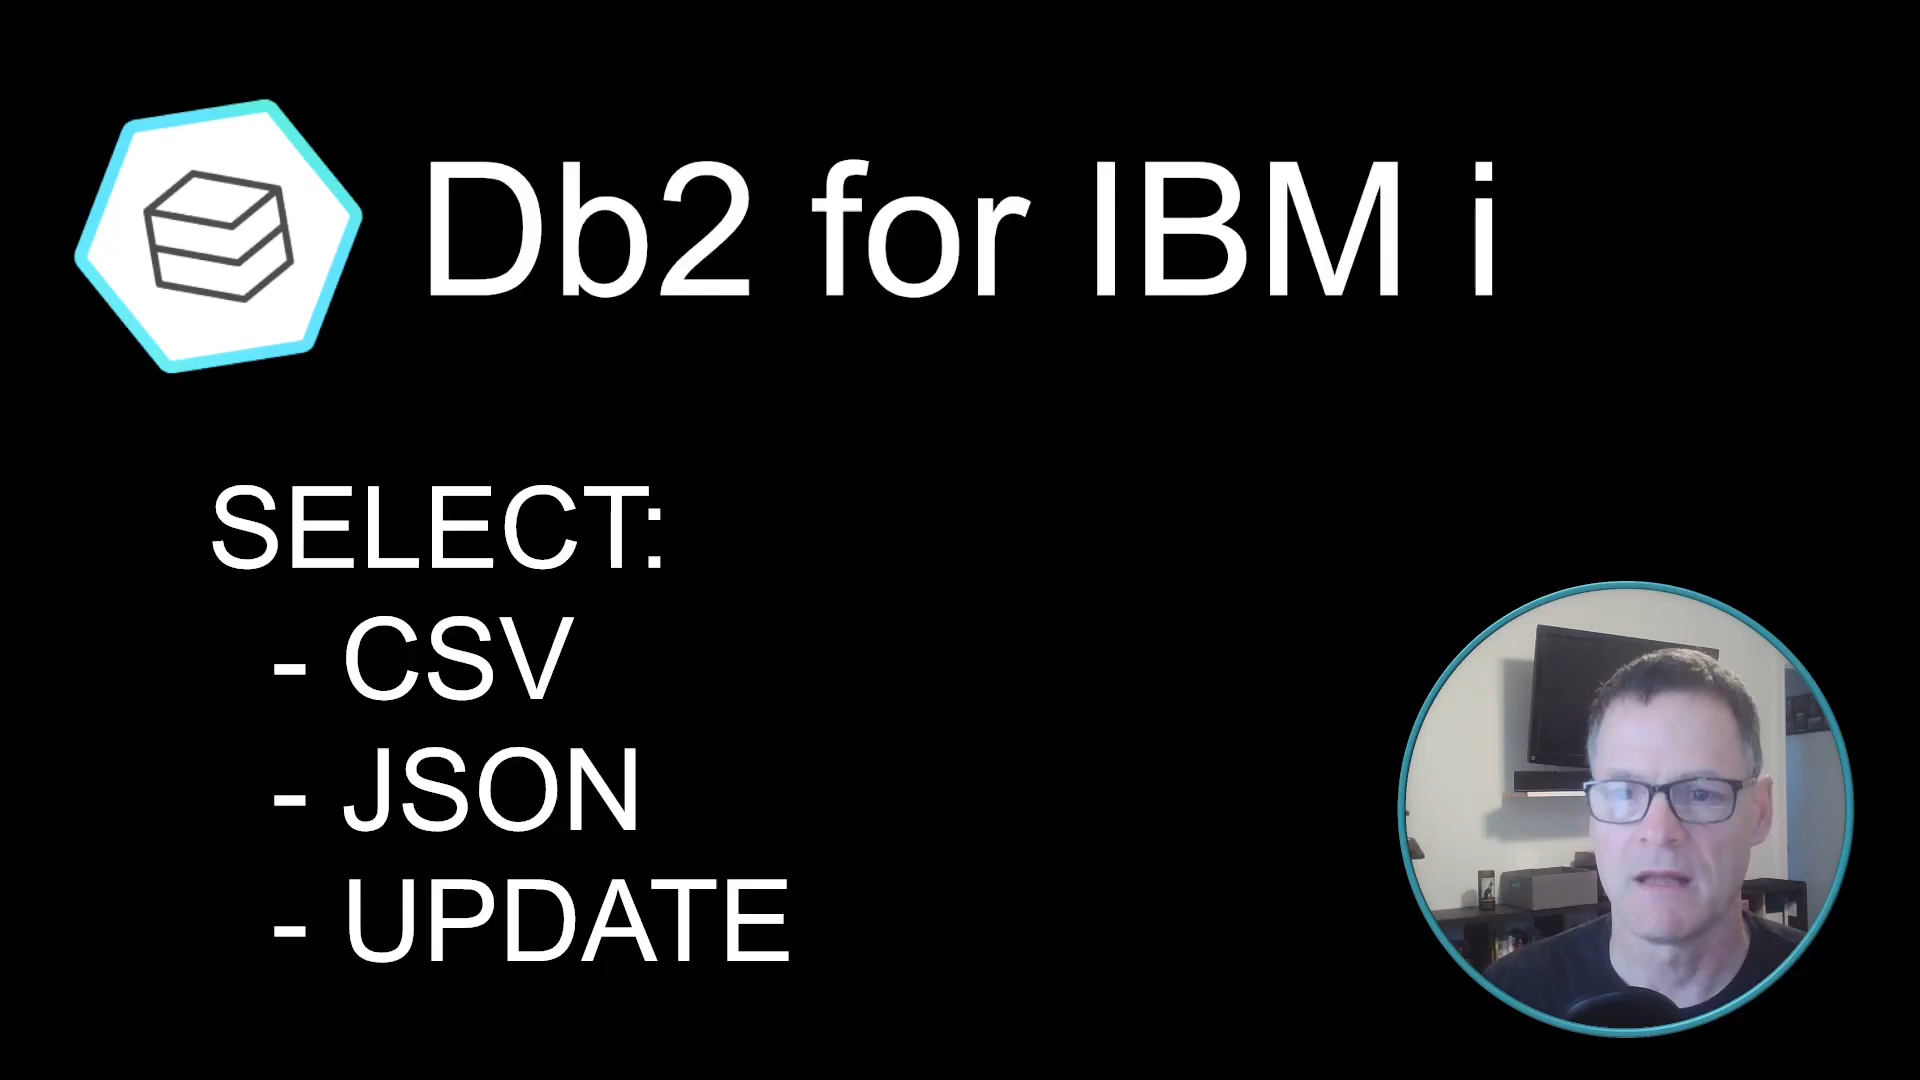 Db2 for IBM i
SELECT:
- CSV
- JSON
- UPDATE